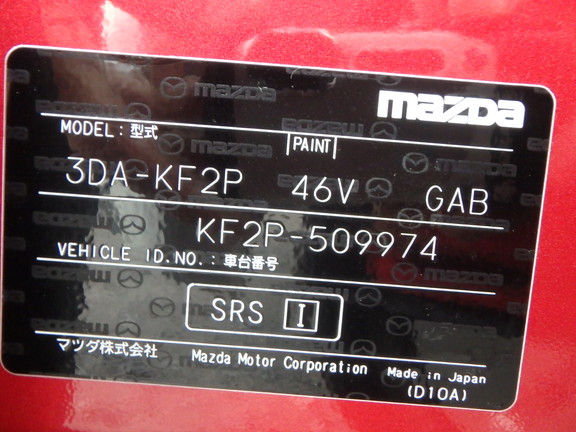 mazda
MODEL: 型式
PAINT
3DA-KF2P 46V GAB
KF2P-509974
VEHICLE ID.NO.: 車台番号
SRS I
マツダ株式会社 Mazda Motor Corporation Made in Japan
(D10A)